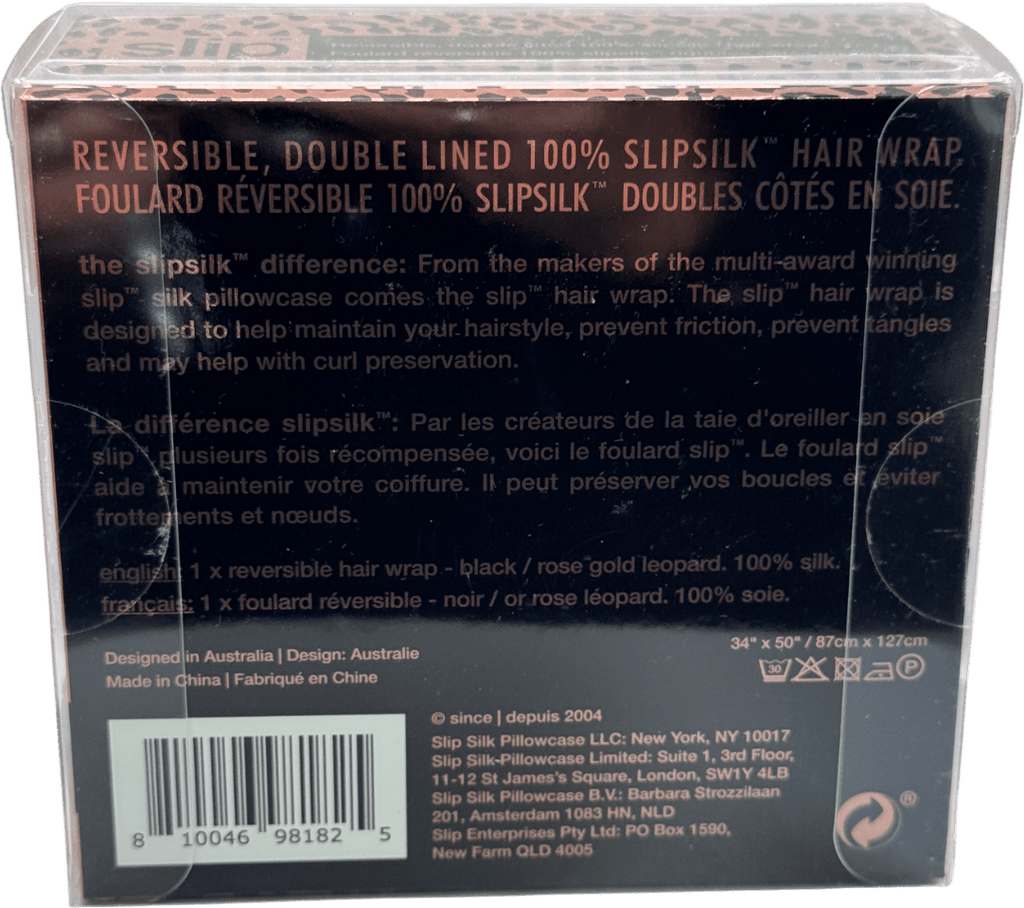 slip
REVERSIBLE, DOUBLE LINED 100% SLIPSILK™ HAIR WRAP.
FOULARD RÉVERSIBLE 100% SLIPSILK™ DOUBLES CÔTÉS EN SOIE.
the slipsilk™ difference: From the makers of the multi-award winning
slip™ silk pillowcase comes the slip™ hair wrap. The slip™ hair wrap is
designed to help maintain your hairstyle, prevent friction, prevent tangles
and may help with curl preservation.
La différence slipsilk™: Par les créateurs de la taie d'oreiller en soie
slip plusieurs fois récompensée, voici le foulard slip™. Le foulard slip™
aide à maintenir votre coiffure. Il peut préserver vos boucles et éviter
frottements et nœuds.
english: 1 x reversible hair wrap - black / rose gold leopard. 100% silk.
français: 1 x foulard réversible - noir / or rose léopard. 100% soie.
34" x 50" / 87cm x 127cm
30 P
Designed in Australia | Design: Australie
Made in China | Fabriqué en Chine
© since | depuis 2004
Slip Silk Pillowcase LLC: New York, NY 10017
Slip Silk-Pillowcase Limited: Suite 1, 3rd Floor,
11-12 St James's Square, London, SW1Y 4LB
Slip Silk Pillowcase B.V.: Barbara Strozzilaan
201, Amsterdam 1083 HN, NLD
Slip Enterprises Pty Ltd: PO Box 1590,
New Farm QLD 4005
8 10046 98182 5
®